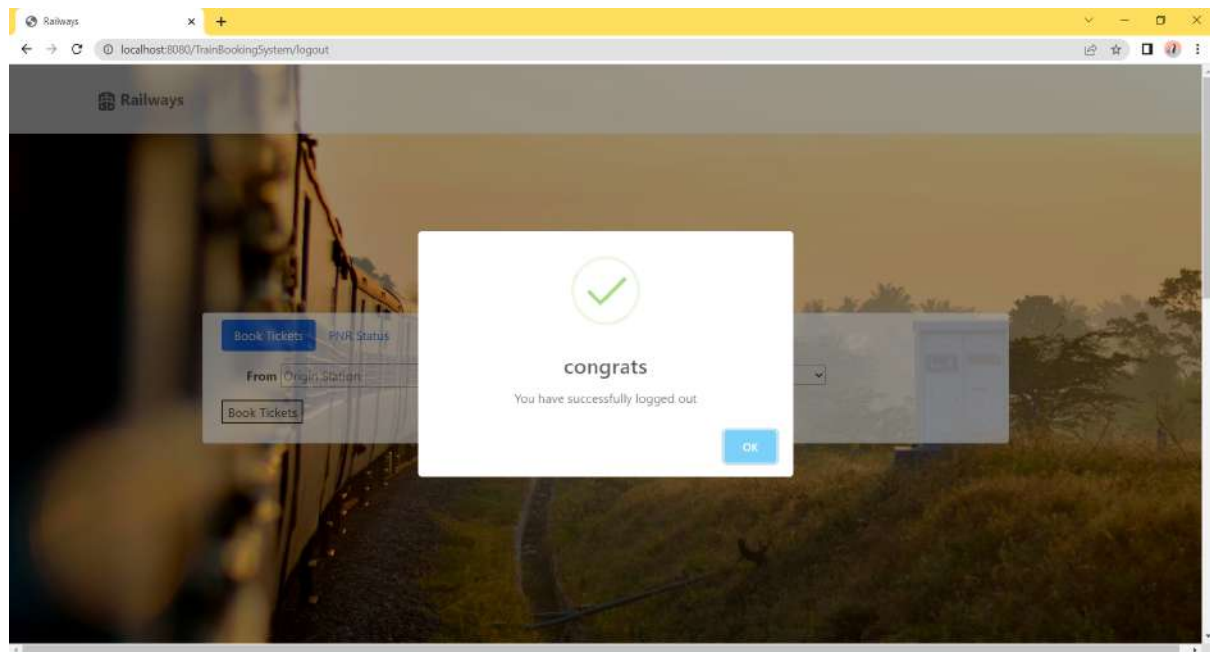 Railways
localhost:8080/TrainBookingSystem/logout
Railways
Book Tickets PNR Status
From Origin Station
Book Tickets
congrats
You have successfully logged out
OK